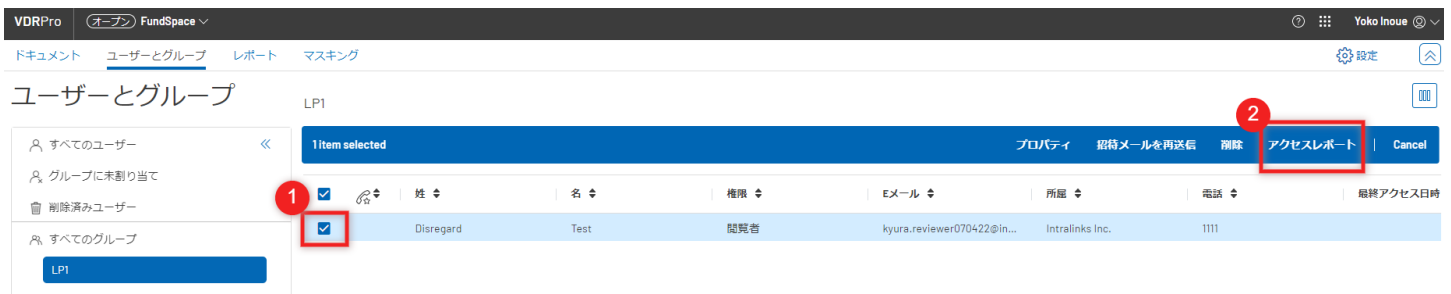 VDRPro (オープン) FundSpace Yoko Inoue
ドキュメント ユーザーとグループ レポート マスキング 設定
ユーザーとグループ
LP1
2
すべてのユーザー
1 item selected プロパティ 招待メールを再送信 削除 アクセスレポート | Cancel
グループに未割り当て
削除済みユーザー
1
姓 名 権限 Eメール 所属 電話 最終アクセス日時
すべてのグループ
Disregard Test 閲覧者 kyura.reviewer070422@in... Intralinks Inc. 1111
LP1